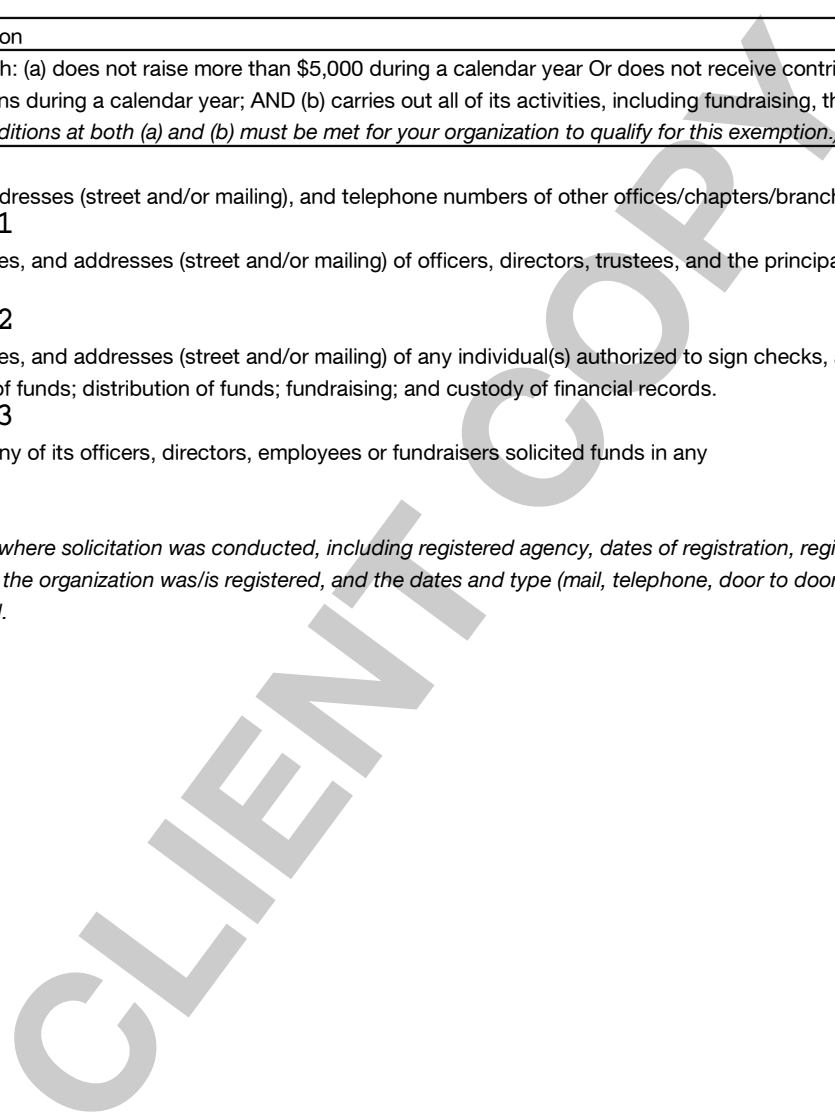 on
h: (a) does not raise more than $5,000 during a calendar year Or does not receive contri
ns during a calendar year; AND (b) carries out all of its activities, including fundraising, th
ditions at both (a) and (b) must be met for your organization to qualify for this exemption.)
dresses (street and/or mailing), and telephone numbers of other offices/chapters/branch
1
es, and addresses (street and/or mailing) of officers, directors, trustees, and the principa
2
es, and addresses (street and/or mailing) of any individual(s) authorized to sign checks,
of funds; distribution of funds; fundraising; and custody of financial records.
3
ny of its officers, directors, employees or fundraisers solicited funds in any
where solicitation was conducted, including registered agency, dates of registration, regi
the organization was/is registered, and the dates and type (mail, telephone, door to door
CLIENT COPY